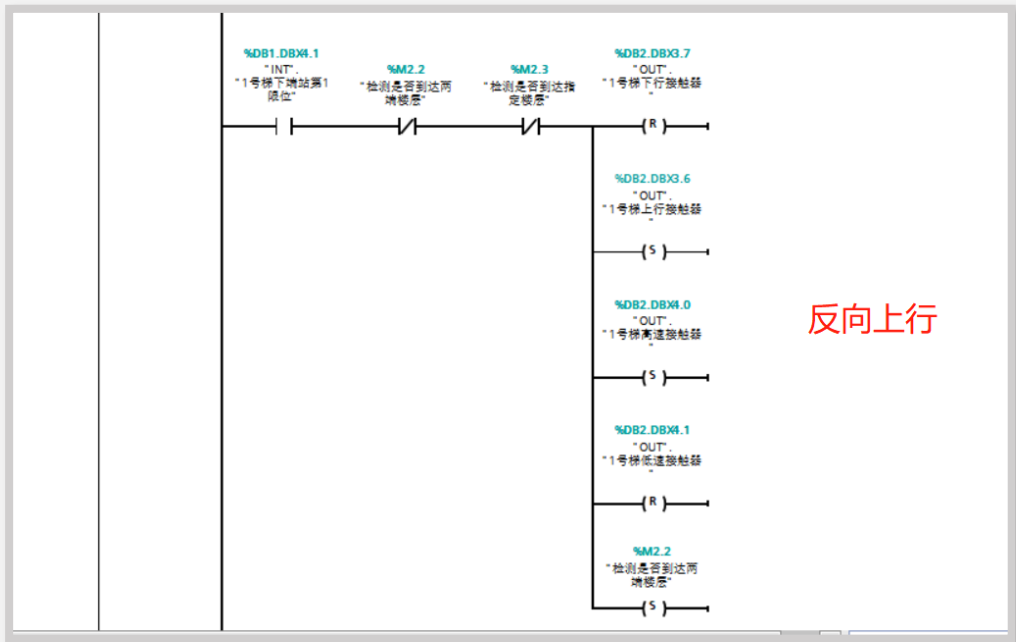 %DB1.DBX4.1
"INT".
"1号梯下端站第1
限位"
%M2.2
"检测是否到达两
端楼层"
%M2.3
"检测是否到达指
定楼层"
%DB2.DBX3.7
"OUT".
"1号梯下行接触器
"
R
%DB2.DBX3.6
"OUT".
"1号梯上行接触器
"
S
%DB2.DBX4.0
"OUT".
"1号梯高速接触器
"
S
反向上行
%DB2.DBX4.1
"OUT".
"1号梯低速接触器
"
R
%M2.2
"检测是否到达两
端楼层"
S